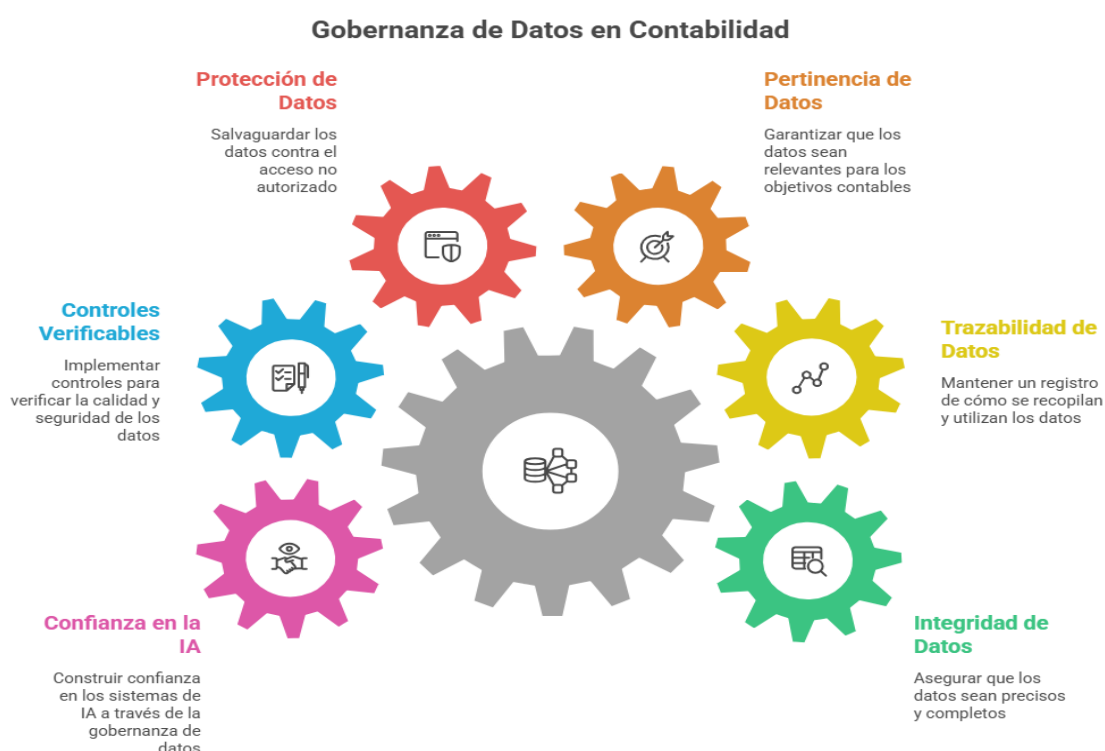 Gobernanza de Datos en Contabilidad
Protección de
Datos
Salvaguardar los
datos contra el
acceso no
autorizado
Pertinencia de
Datos
Garantizar que los
datos sean
relevantes para los
objetivos contables
Controles
Verificables
Implementar
controles para
verificar la calidad y
seguridad de los
datos
Trazabilidad de
Datos
Mantener un registro
de cómo se recopilan
y utilizan los datos
Confianza en la
IA
Construir confianza
en los sistemas de
IA a través de la
gobernanza de
datos
Integridad de
Datos
Asegurar que los
datos sean precisos
y completos